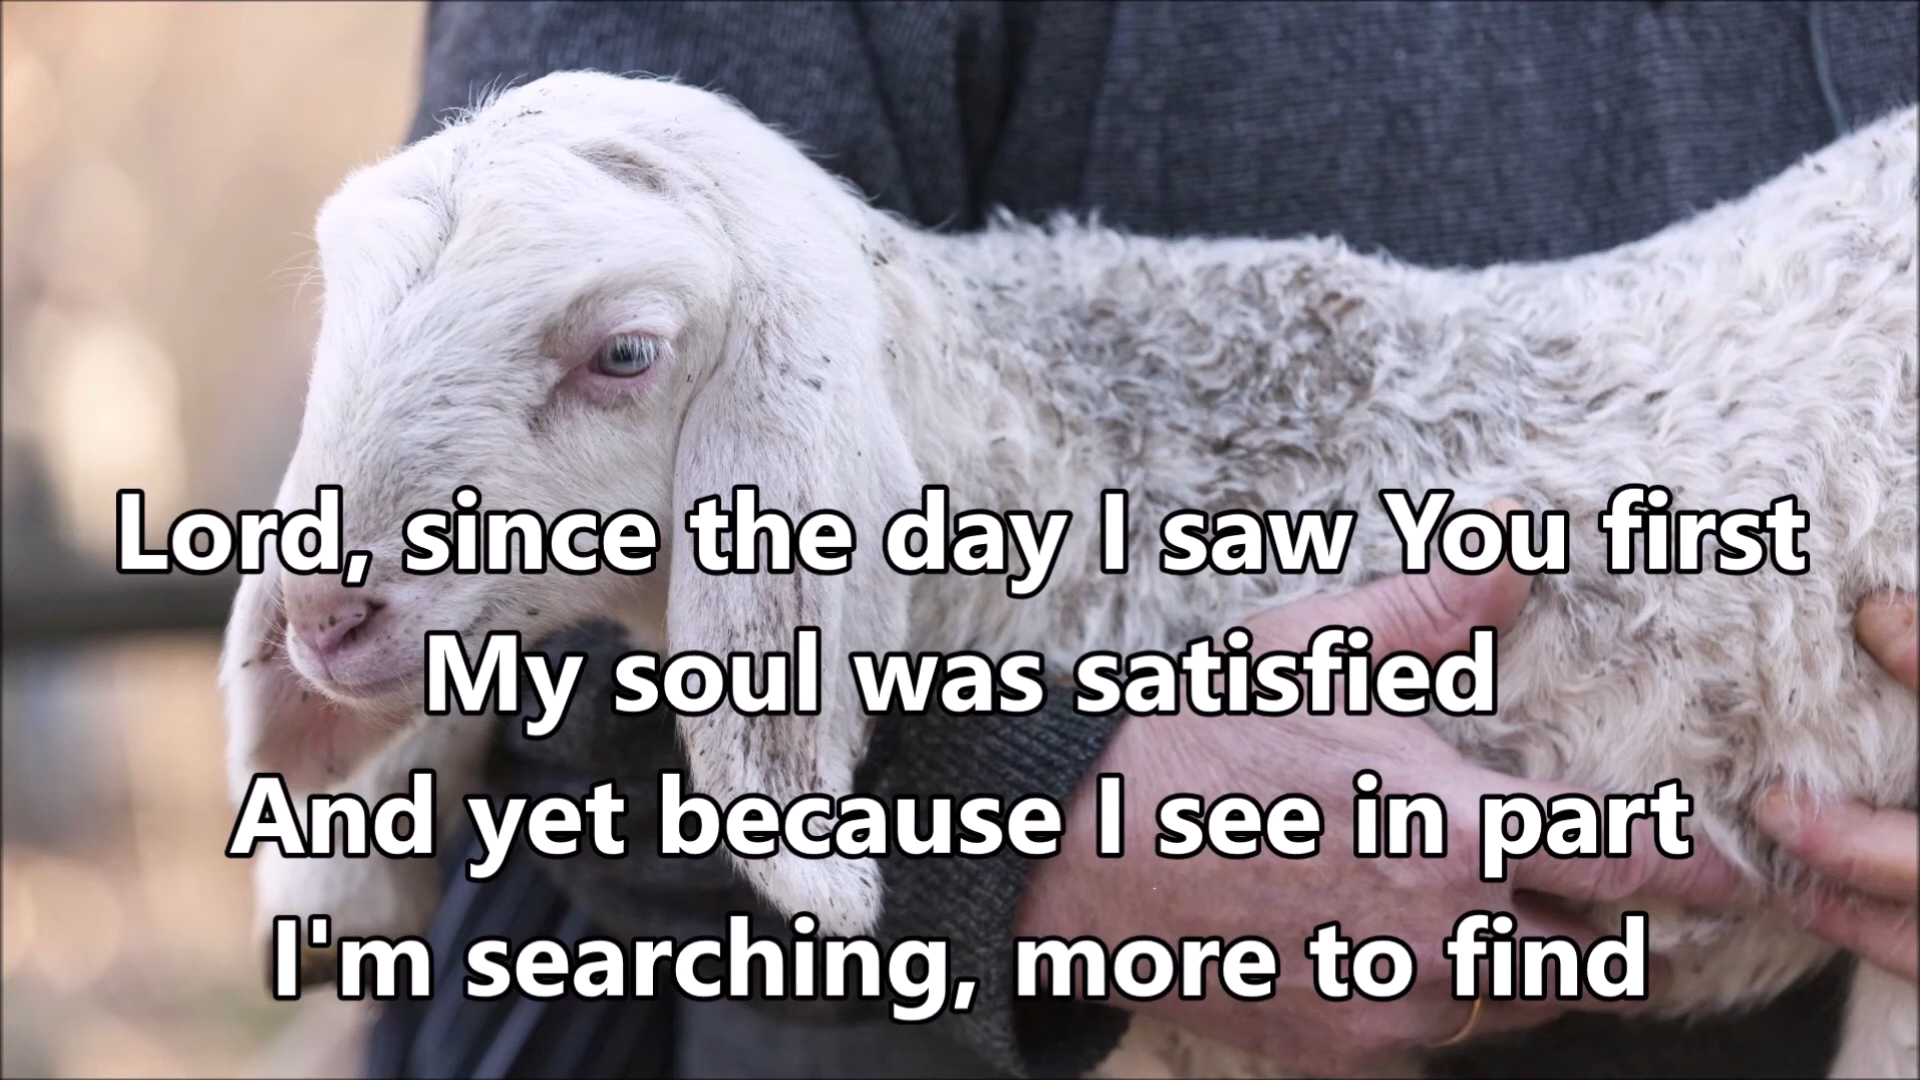 Lord, since the day I saw You first
My soul was satisfied
And yet because I see in part
I'm searching, more to find